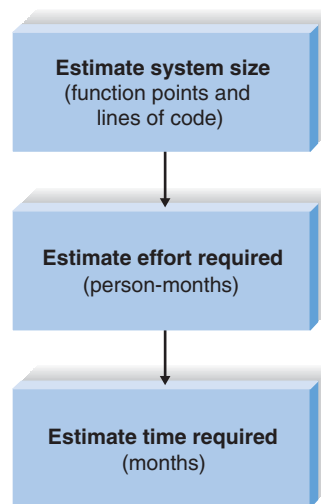 Estimate system size
(function points and
lines of code)
Estimate effort required
(person-months)
Estimate time required
(months)